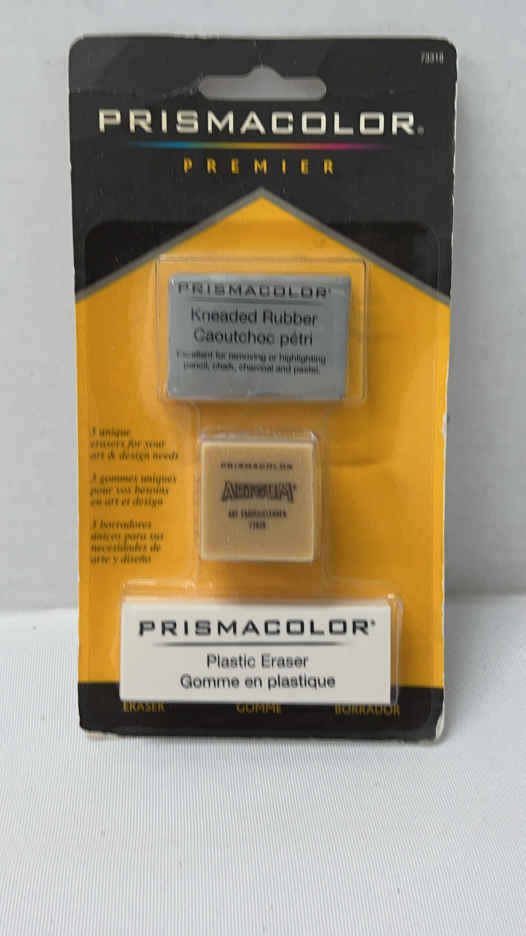 73318
PRISMACOLOR®
PREMIER
PRISMACOLOR®
Kneaded Rubber
Caoutchoc pétri
Excellent for removing or highlighting
pencil, chalk, charcoal and pastel.
3 unique
erasers for your
art & design needs
3 gommes uniques
pour vos besoins
en art et design
3 borradores
únicos para sus
necesidades de
arte y diseño
PRISMACOLOR
ARTGUM®
PRISMACOLOR®
Plastic Eraser
Gomme en plastique
ERASER GOMME BORRADOR